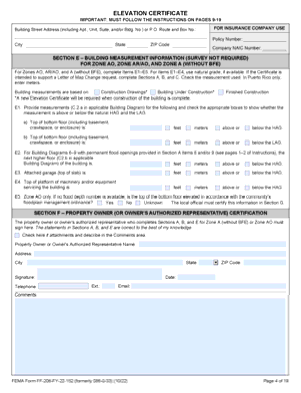 ELEVATION CERTIFICATE
IMPORTANT: MUST FOLLOW THE INSTRUCTIONS ON PAGES 9-19
Building Street Address (including Apt., Unit, Suite, and/or Bldg. No.) or P.O. Route and Box No.:
FOR INSURANCE COMPANY USE
City: State: ZIP Code:
Policy Number:
Company NAIC Number:
SECTION E – BUILDING MEASUREMENT INFORMATION (SURVEY NOT REQUIRED)
FOR ZONE AO, ZONE AR/AO, AND ZONE A (WITHOUT BFE)
For Zones AO, AR/AO, and A (without BFE), complete Items E1–E5. For Items E1–E4, use natural grade, if available. If the Certificate is
intended to support a Letter of Map Change request, complete Sections A, B, and C. Check the measurement used. In Puerto Rico only,
enter meters.
Building measurements are based on: Construction Drawings* Building Under Construction* Finished Construction
*A new Elevation Certificate will be required when construction of the building is complete.
E1. Provide measurements (C.2.a in applicable Building Diagram) for the following and check the appropriate boxes to show whether the
measurement is above or below the natural HAG and the LAG.
a) Top of bottom floor (including basement,
crawlspace, or enclosure) is: feet meters above or below the HAG.
b) Top of bottom floor (including basement,
crawlspace, or enclosure) is: feet meters above or below the LAG.
E2. For Building Diagrams 6–9 with permanent flood openings provided in Section A Items 8 and/or 9 (see pages 1–2 of Instructions), the
next higher floor (C2.b in applicable
Building Diagram) of the building is: feet meters above or below the HAG.
E3. Attached garage (top of slab) is: feet meters above or below the HAG.
E4. Top of platform of machinery and/or equipment
servicing the building is: feet meters above or below the HAG.
E5. Zone AO only: If no flood depth number is available, is the top of the bottom floor elevated in accordance with the community's
floodplain management ordinance? Yes No Unknown The local official must certify this information in Section G.
SECTION F – PROPERTY OWNER (OR OWNER'S AUTHORIZED REPRESENTATIVE) CERTIFICATION
The property owner or owner's authorized representative who completes Sections A, B, and E for Zone A (without BFE) or Zone AO must
sign here. The statements in Sections A, B, and E are correct to the best of my knowledge
Check here if attachments and describe in the Comments area.
Property Owner or Owner's Authorized Representative Name:
Address:
City: State: ZIP Code:
Signature: Date:
Telephone: Ext.: Email:
Comments:
FEMA Form FF-206-FY-22-152 (formerly 086-0-33) (10/22) Page 4 of 19